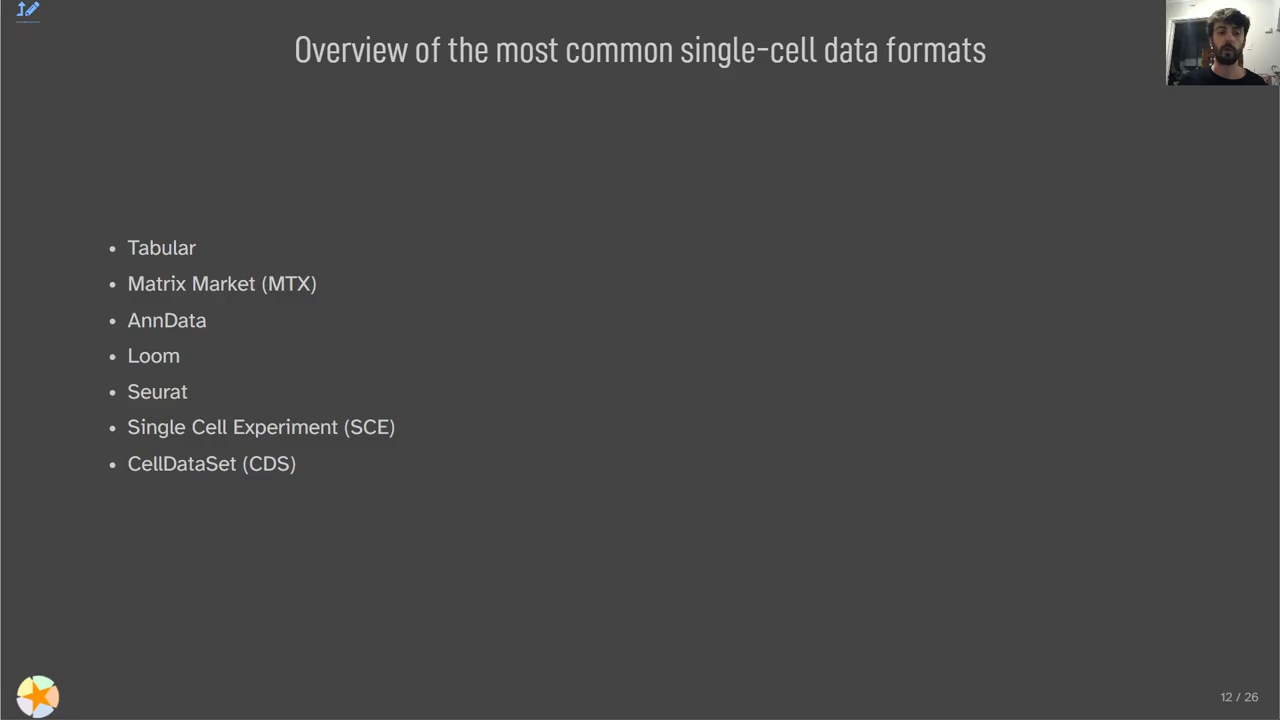 Overview of the most common single-cell data formats
• Tabular
• Matrix Market (MTX)
• AnnData
• Loom
• Seurat
• Single Cell Experiment (SCE)
• CellDataSet (CDS)
12 / 26